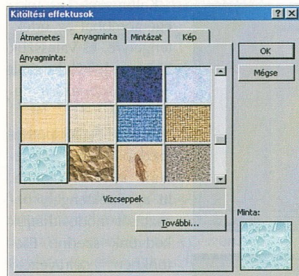 Kitöltési effektusok
Átmenetes Anyagminta Mintázat Kép
OK
Mégse
Anyagminta:
Vízcseppek
További...
Minta: